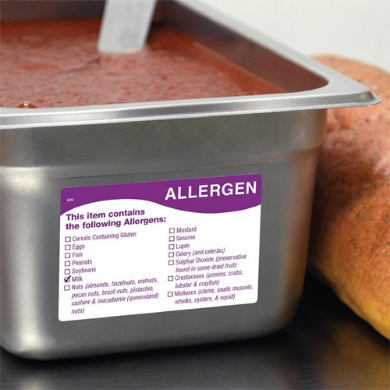 ALLERGEN
This item contains
the following Allergens:
Cereals Containing Gluten
Eggs
Fish
Peanuts
Soybeans
Milk
Nuts (almonds, hazelnuts, walnuts,
pecan nuts, brazil nuts, pistachio,
cashew & macadamia (queensland)
nuts)
Mustard
Sesame
Lupin
Celery (and celeriac)
Sulphur Dioxide (preservative
found in some dried fruit)
Crustaceans (prawns, crabs,
lobster & crayfish)
Molluscs (clams, snails mussels,
whelks, oysters, & squid)